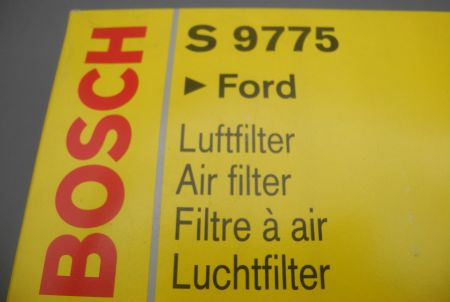 BOSCH
S 9775
► Ford
Luftfilter
Air filter
Filtre à air
Luchtfilter